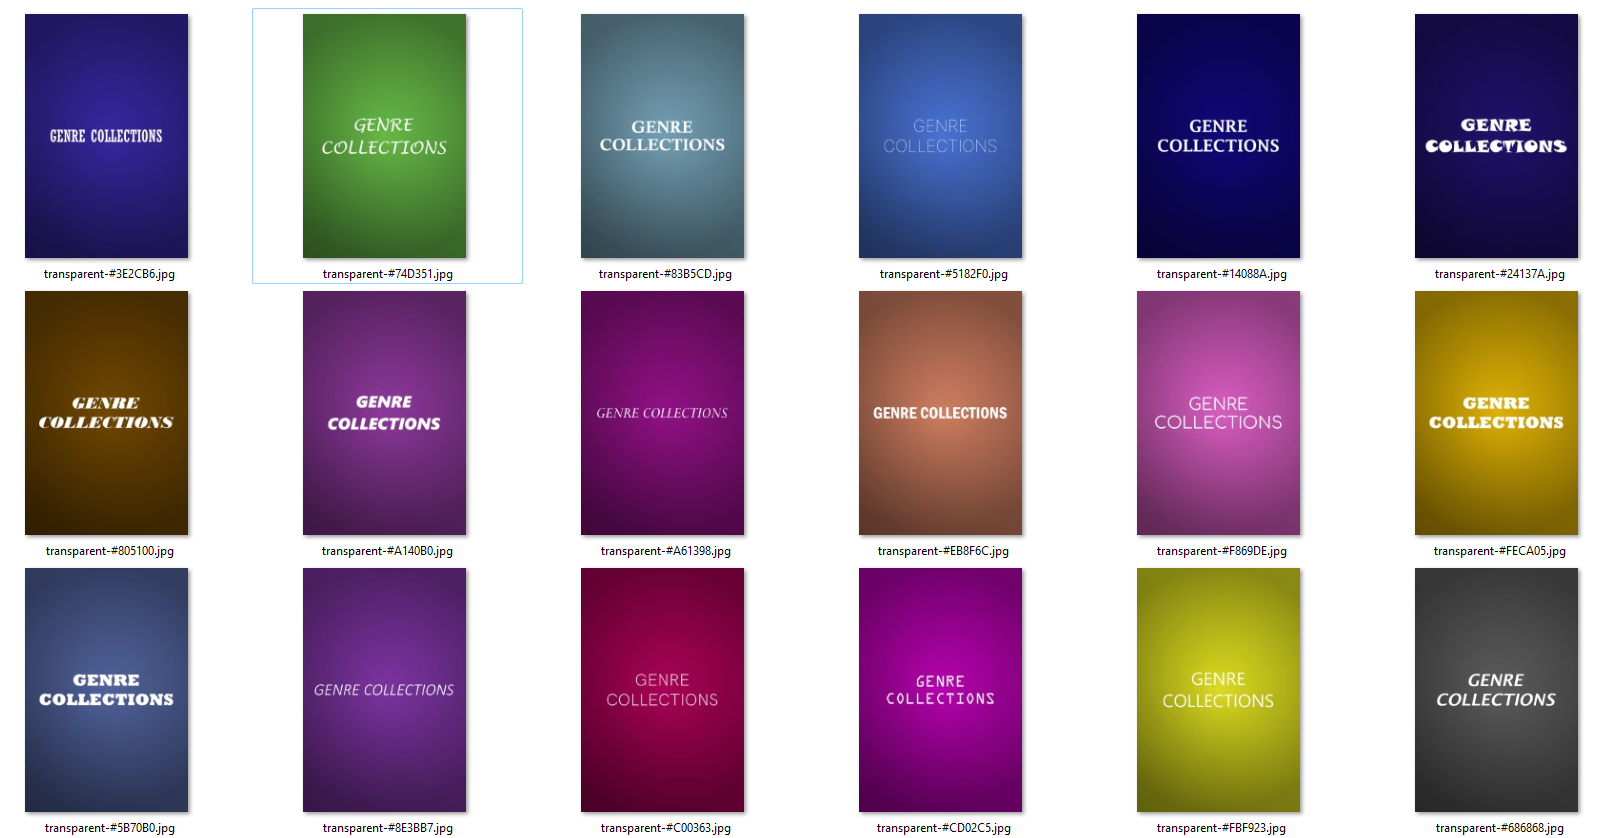 GENRE COLLECTIONS
GENRE
COLLECTIONS
GENRE
COLLECTIONS
GENRE
COLLECTIONS
GENRE
COLLECTIONS
GENRE
COLLECTIONS
transparent-#3E2CB6.jpg
transparent-#74D351.jpg
transparent-#83B5CD.jpg
transparent-#5182F0.jpg
transparent-#14088A.jpg
transparent-#24137A.jpg
GENRE
COLLECTIONS
GENRE
COLLECTIONS
GENRE COLLECTIONS
GENRE COLLECTIONS
GENRE
COLLECTIONS
GENRE
COLLECTIONS
transparent-#805100.jpg
transparent-#A140B0.jpg
transparent-#A61398.jpg
transparent-#EB8F6C.jpg
transparent-#F869DE.jpg
transparent-#FECA05.jpg
GENRE
COLLECTIONS
GENRE COLLECTIONS
GENRE
COLLECTIONS
GENRE
COLLECTIONS
GENRE
COLLECTIONS
GENRE
COLLECTIONS
transparent-#5B70B0.jpg
transparent-#8E3BB7.jpg
transparent-#C00363.jpg
transparent-#CD02C5.jpg
transparent-#FBF923.jpg
transparent-#686868.jpg